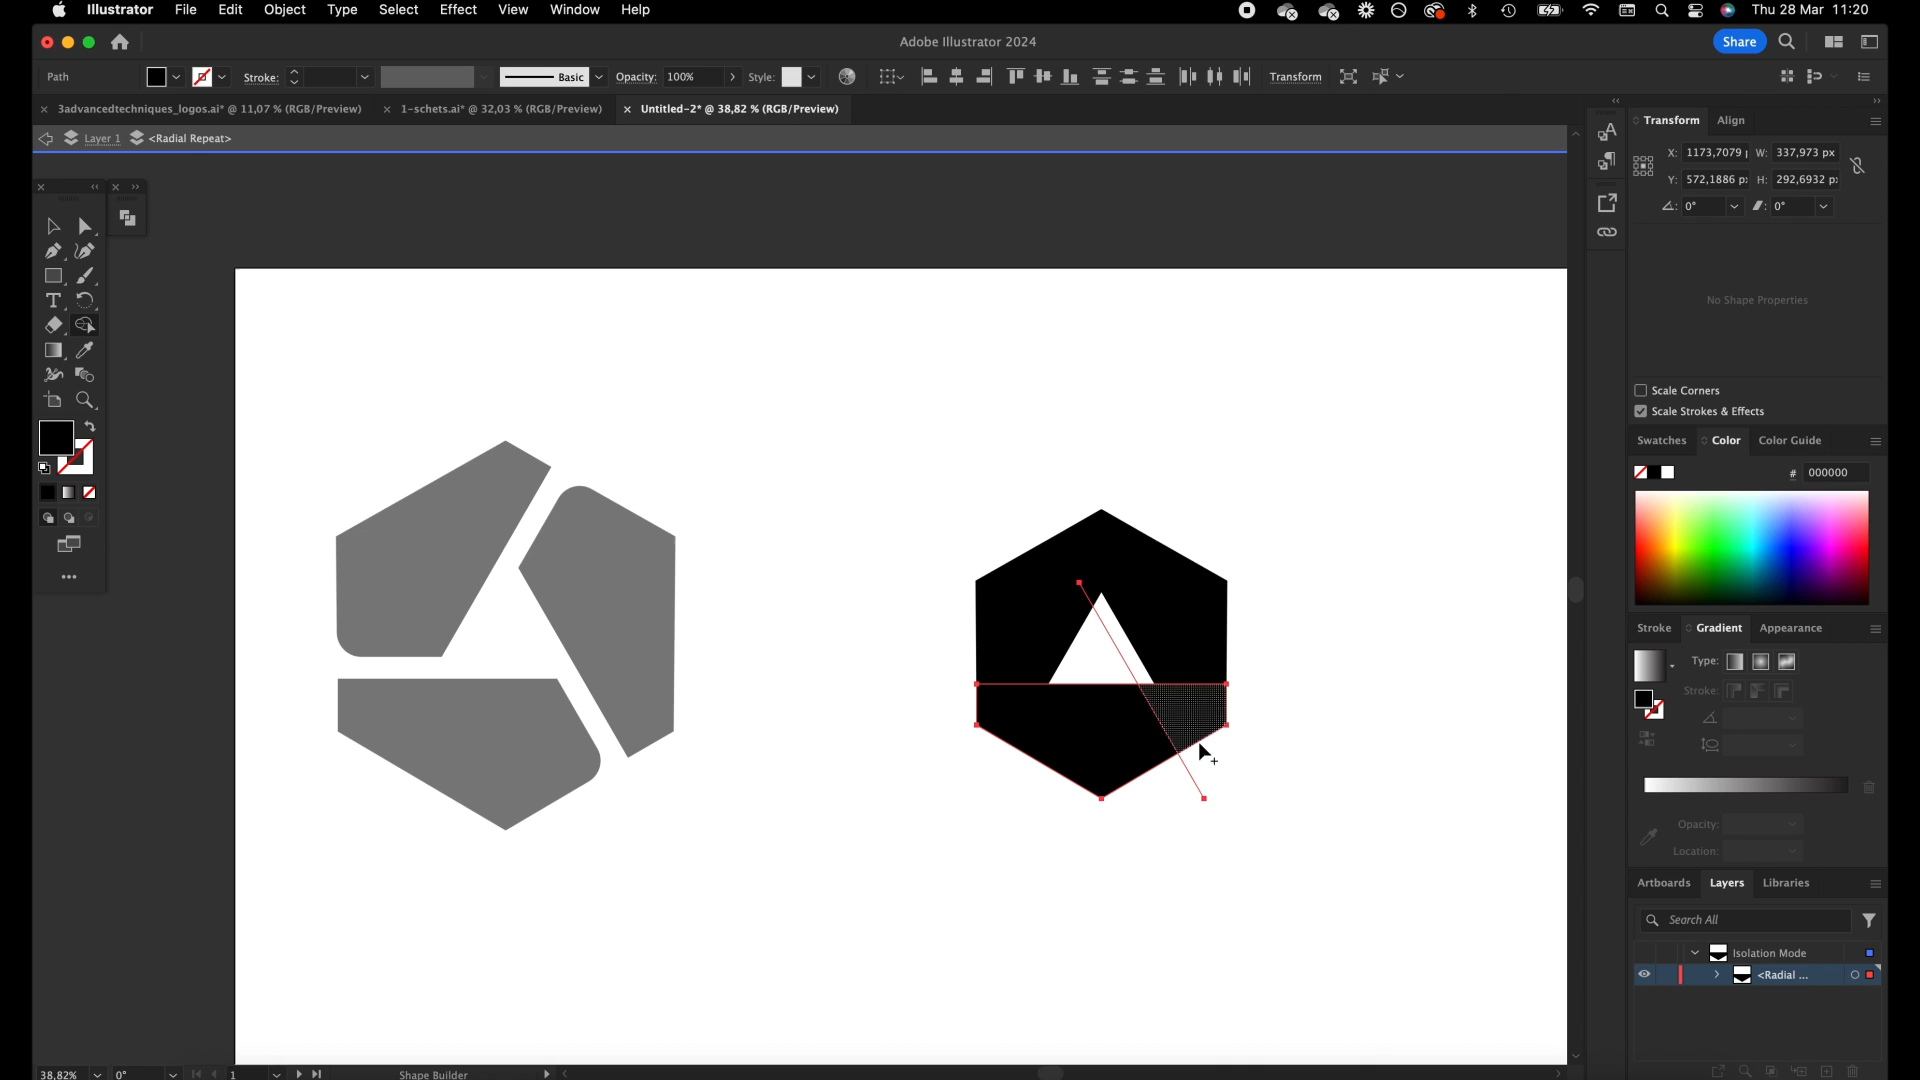 Illustrator File Edit Object Type Select Effect View Window Help Thu 28 Mar 11:20
Adobe Illustrator 2024 Share
Path Stroke: Basic Opacity: 100% Style: Transform
3advancedtechniques_logos.ai* @ 11,07 % (RGB/Preview) 1-schets.ai* @ 32,03 % (RGB/Preview) Untitled-2* @ 38,82 % (RGB/Preview)
Layer 1 <Radial Repeat>
Transform Align
X: 1173,7079 W: 337,973 px
Y: 572,1886 p H: 292,6932 p
0° 0°
No Shape Properties
Scale Corners
Scale Strokes & Effects
Swatches Color Color Guide
# 000000
Stroke Gradient Appearance
Type:
Stroke:
Opacity:
Location:
Artboards Layers Libraries
Search All
Isolation Mode
<Radial ...
38,82% 0° 1 Shape Builder